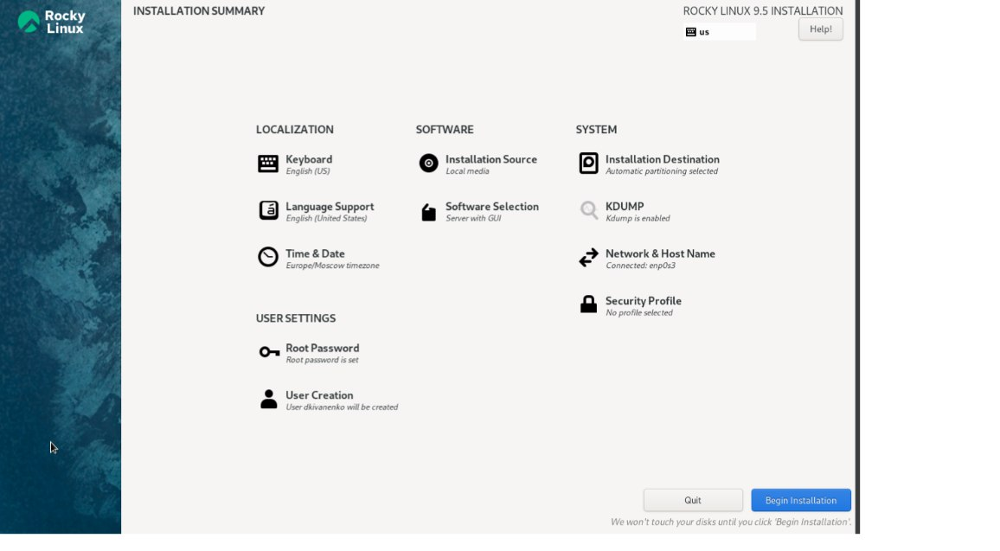 Rocky
Linux
INSTALLATION SUMMARY
ROCKY LINUX 9.5 INSTALLATION
us
Help!
LOCALIZATION
Keyboard
English (US)
Language Support
English (United States)
Time & Date
Europe/Moscow timezone
SOFTWARE
Installation Source
Local media
Software Selection
Server with GUI
SYSTEM
Installation Destination
Automatic partitioning selected
KDUMP
Kdump is enabled
Network & Host Name
Connected: enp0s3
Security Profile
No profile selected
USER SETTINGS
Root Password
Root password is set
User Creation
User dkivanenko will be created
Quit
Begin Installation
We won't touch your disks until you click 'Begin Installation'.